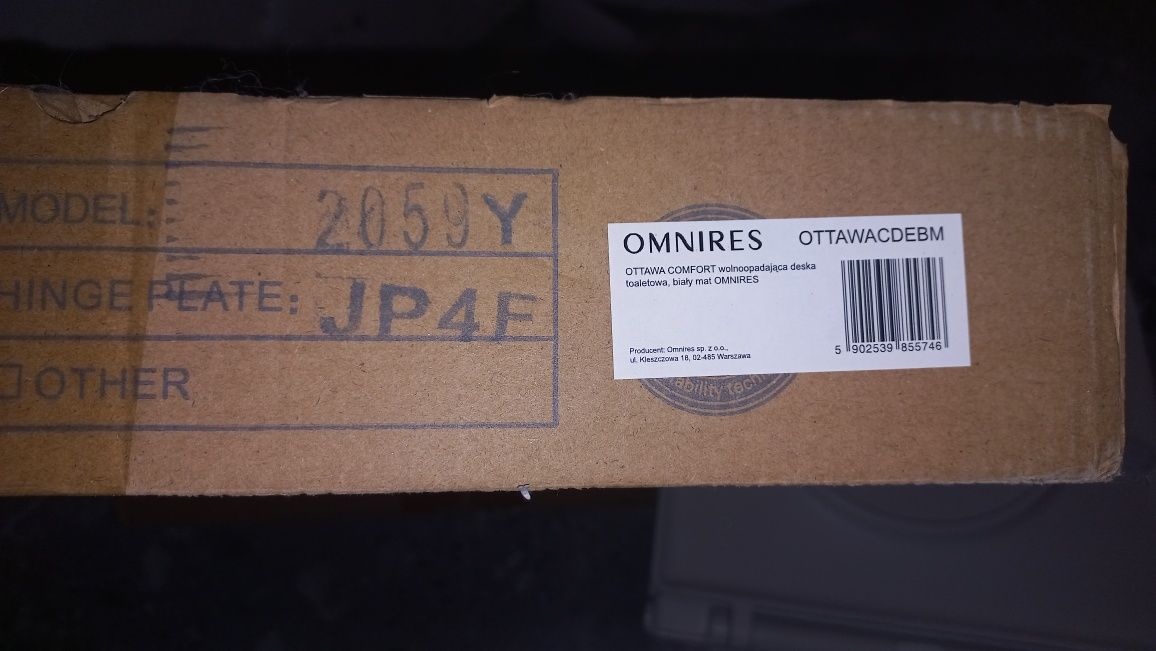 MODEL: 2059Y
HINGE PLATE: JP4F
OTHER
OMNIRES OTTAWACDEBM
OTTAWA COMFORT wolnoopadająca deska
toaletowa, biały mat OMNIRES
Producent: Omnires sp. z o.o.,
ul. Kleszczowa 18, 02-485 Warszawa
5 902539 855746